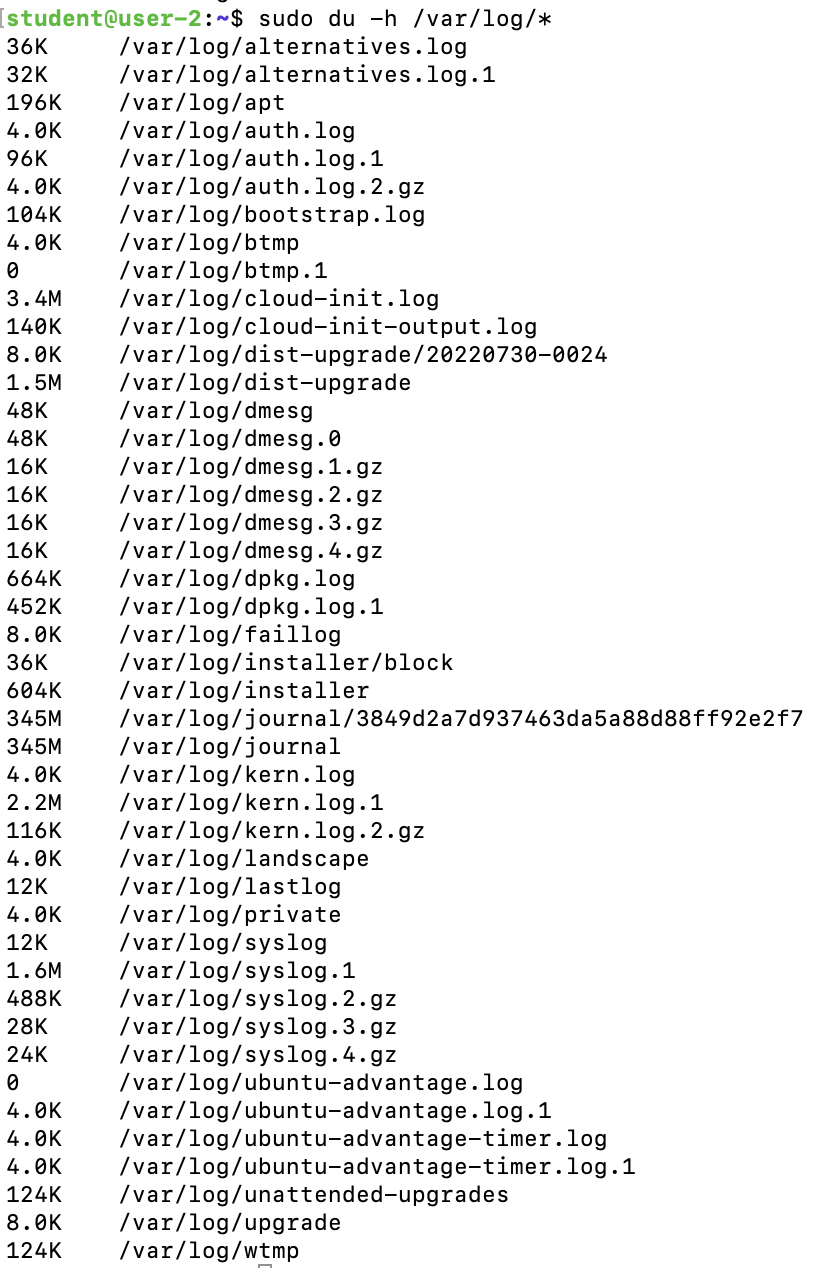 [student@user-2:~$ sudo du -h /var/log/*
36K /var/log/alternatives.log
32K /var/log/alternatives.log.1
196K /var/log/apt
4.0K /var/log/auth.log
96K /var/log/auth.log.1
4.0K /var/log/auth.log.2.gz
104K /var/log/bootstrap.log
4.0K /var/log/btmp
0 /var/log/btmp.1
3.4M /var/log/cloud-init.log
140K /var/log/cloud-init-output.log
8.0K /var/log/dist-upgrade/20220730-0024
1.5M /var/log/dist-upgrade
48K /var/log/dmesg
48K /var/log/dmesg.0
16K /var/log/dmesg.1.gz
16K /var/log/dmesg.2.gz
16K /var/log/dmesg.3.gz
16K /var/log/dmesg.4.gz
664K /var/log/dpkg.log
452K /var/log/dpkg.log.1
8.0K /var/log/faillog
36K /var/log/installer/block
604K /var/log/installer
345M /var/log/journal/3849d2a7d937463da5a88d88ff92e2f7
345M /var/log/journal
4.0K /var/log/kern.log
2.2M /var/log/kern.log.1
116K /var/log/kern.log.2.gz
4.0K /var/log/landscape
12K /var/log/lastlog
4.0K /var/log/private
12K /var/log/syslog
1.6M /var/log/syslog.1
488K /var/log/syslog.2.gz
28K /var/log/syslog.3.gz
24K /var/log/syslog.4.gz
0 /var/log/ubuntu-advantage.log
4.0K /var/log/ubuntu-advantage.log.1
4.0K /var/log/ubuntu-advantage-timer.log
4.0K /var/log/ubuntu-advantage-timer.log.1
124K /var/log/unattended-upgrades
8.0K /var/log/upgrade
124K /var/log/wtmp